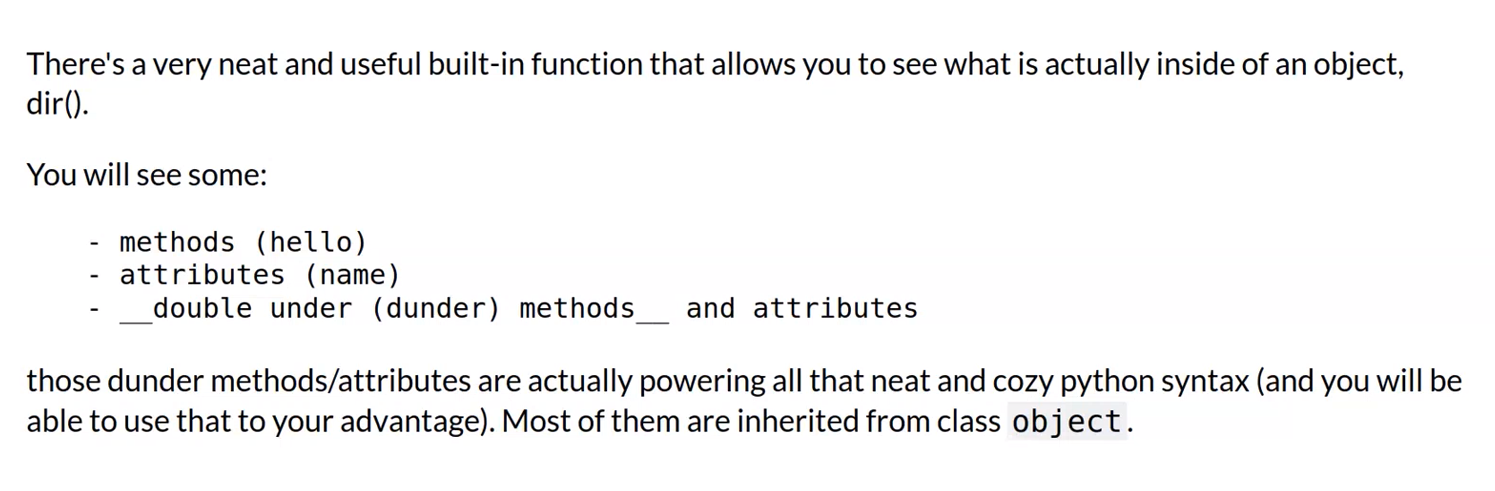 There's a very neat and useful built-in function that allows you to see what is actually inside of an object,
dir().
You will see some:
- methods (hello)
- attributes (name)
- __double under (dunder) methods__ and attributes
those dunder methods/attributes are actually powering all that neat and cozy python syntax (and you will be
able to use that to your advantage). Most of them are inherited from class object.